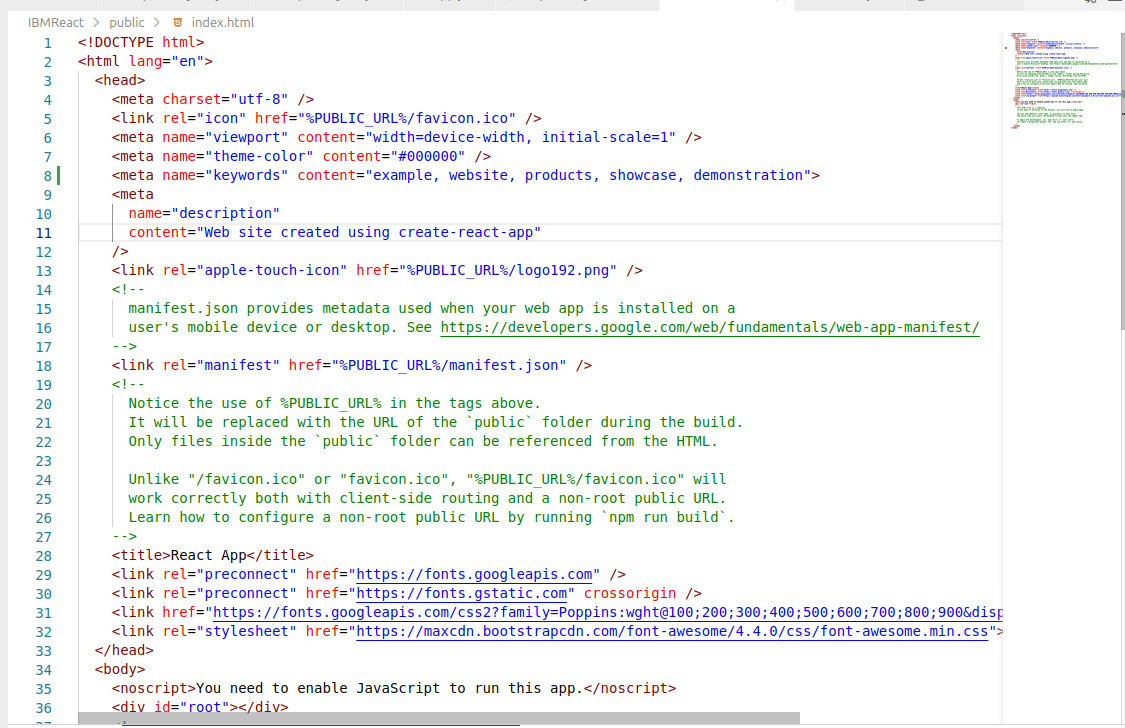 IBMReact > public > index.html
1 <!DOCTYPE html>
2 <html lang="en">
3 <head>
4 <meta charset="utf-8" />
5 <link rel="icon" href="%PUBLIC_URL%/favicon.ico" />
6 <meta name="viewport" content="width=device-width, initial-scale=1" />
7 <meta name="theme-color" content="#000000" />
8 <meta name="keywords" content="example, website, products, showcase, demonstration">
9 <meta
10 name="description"
11 content="Web site created using create-react-app"
12 />
13 <link rel="apple-touch-icon" href="%PUBLIC_URL%/logo192.png" />
14 <!--
15 manifest.json provides metadata used when your web app is installed on a
16 user's mobile device or desktop. See https://developers.google.com/web/fundamentals/web-app-manifest/
17 -->
18 <link rel="manifest" href="%PUBLIC_URL%/manifest.json" />
19 <!--
20 Notice the use of %PUBLIC_URL% in the tags above.
21 It will be replaced with the URL of the `public` folder during the build.
22 Only files inside the `public` folder can be referenced from the HTML.
23
24 Unlike "/favicon.ico" or "favicon.ico", "%PUBLIC_URL%/favicon.ico" will
25 work correctly both with client-side routing and a non-root public URL.
26 Learn how to configure a non-root public URL by running `npm run build`.
27 -->
28 <title>React App</title>
29 <link rel="preconnect" href="https://fonts.googleapis.com" />
30 <link rel="preconnect" href="https://fonts.gstatic.com" crossorigin />
31 <link href="https://fonts.googleapis.com/css2?family=Poppins:wght@100;200;300;400;500;600;700;800;900&disp
32 <link rel="stylesheet" href="https://maxcdn.bootstrapcdn.com/font-awesome/4.4.0/css/font-awesome.min.css">
33 </head>
34 <body>
35 <noscript>You need to enable JavaScript to run this app.</noscript>
36 <div id="root"></div>